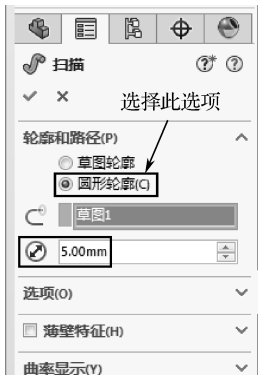 扫描
选择此选项
轮廓和路径(P)
草图轮廓
圆形轮廓(C)
草图1
5.00mm
选项(O)
薄壁特征(H)
曲率显示(Y)